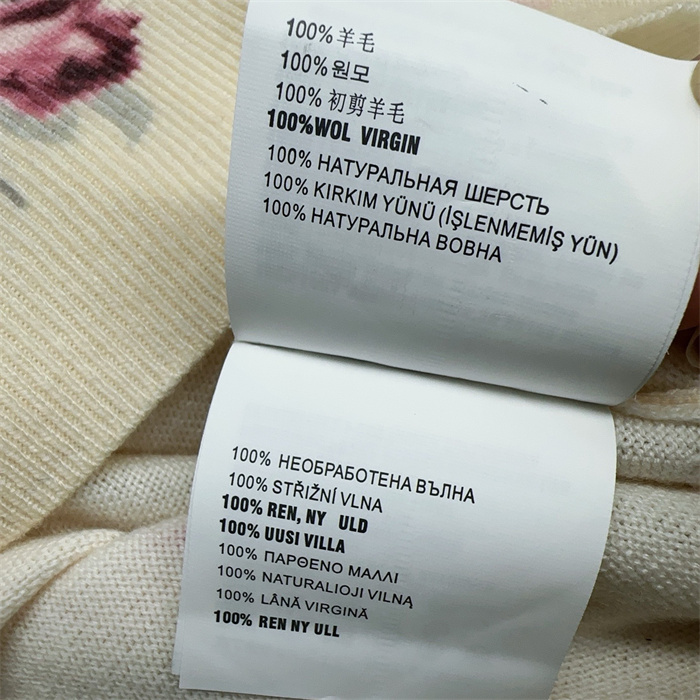 100%羊毛
100%원모
100%初剪羊毛
100%WOL VIRGIN
100% НАТУРАЛЬНАЯ ШЕРСТЬ
100% KIRKIM YÜNÜ (İŞLENMEMİŞ YÜN)
100% НАТУРАЛЬНА ВОВНА
100% НЕОБРАБОТЕНА ВЪЛНА
100% STŘIŽNÍ VLNA
100% REN, NY ULD
100% UUSI VILLA
100% ΠΑΡΘΕΝΟ ΜΑΛΛΙ
100% NATURALIOJI VILNĄ
100% LÂNĂ VIRGINĂ
100% REN NY ULL